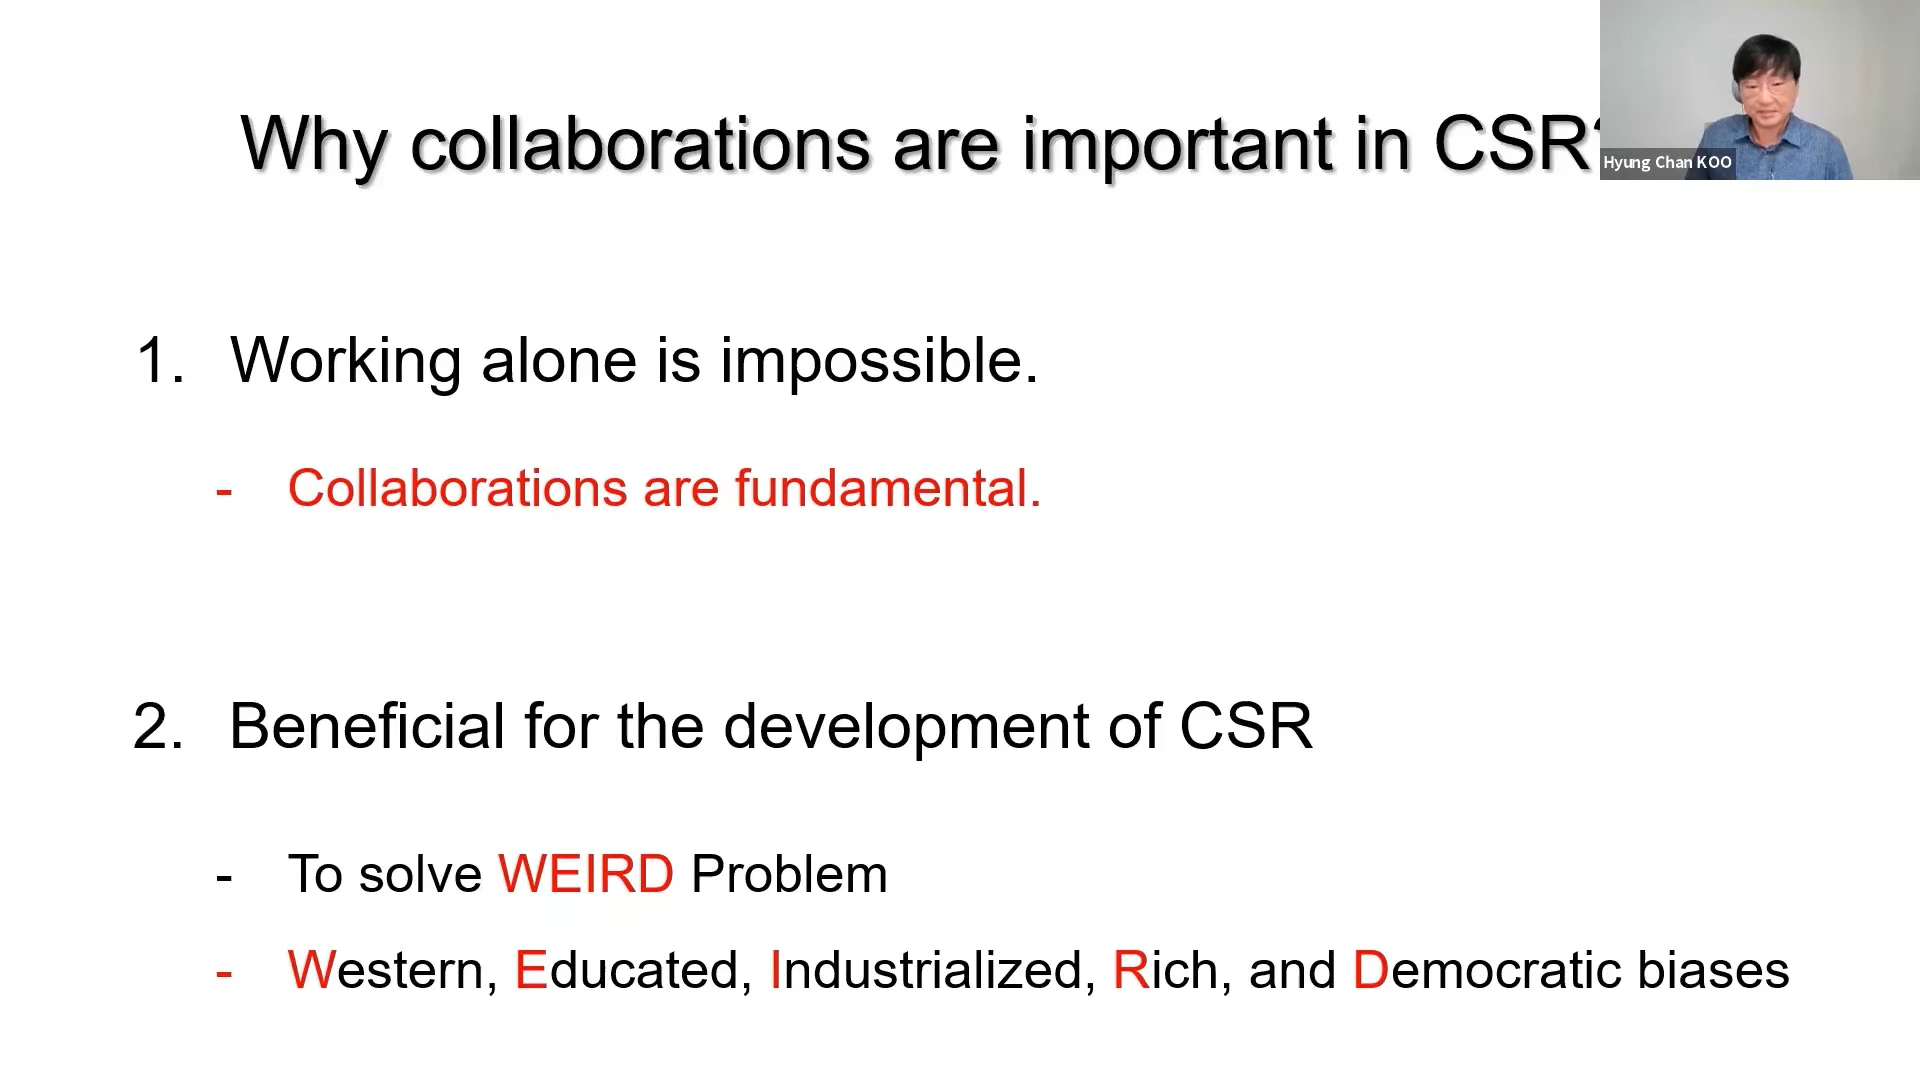 Why collaborations are important in CSR?
Hyung Chan KOO
1. Working alone is impossible.
- Collaborations are fundamental.
2. Beneficial for the development of CSR
- To solve WEIRD Problem
- Western, Educated, Industrialized, Rich, and Democratic biases